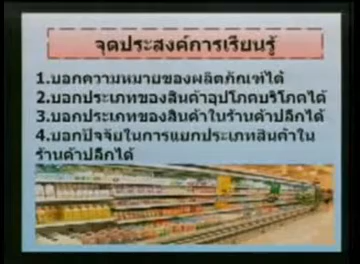 จุดประสงค์การเรียนรู้
1.บอกความหมายของผลิตภัณฑ์ได้
2.บอกประเภทของสินค้าอุปโภคบริโภคได้
3.บอกประเภทของสินค้าในร้านค้าปลีกได้
4.บอกปัจจัยในการแยกประเภทสินค้าใน
ร้านค้าปลีกได้